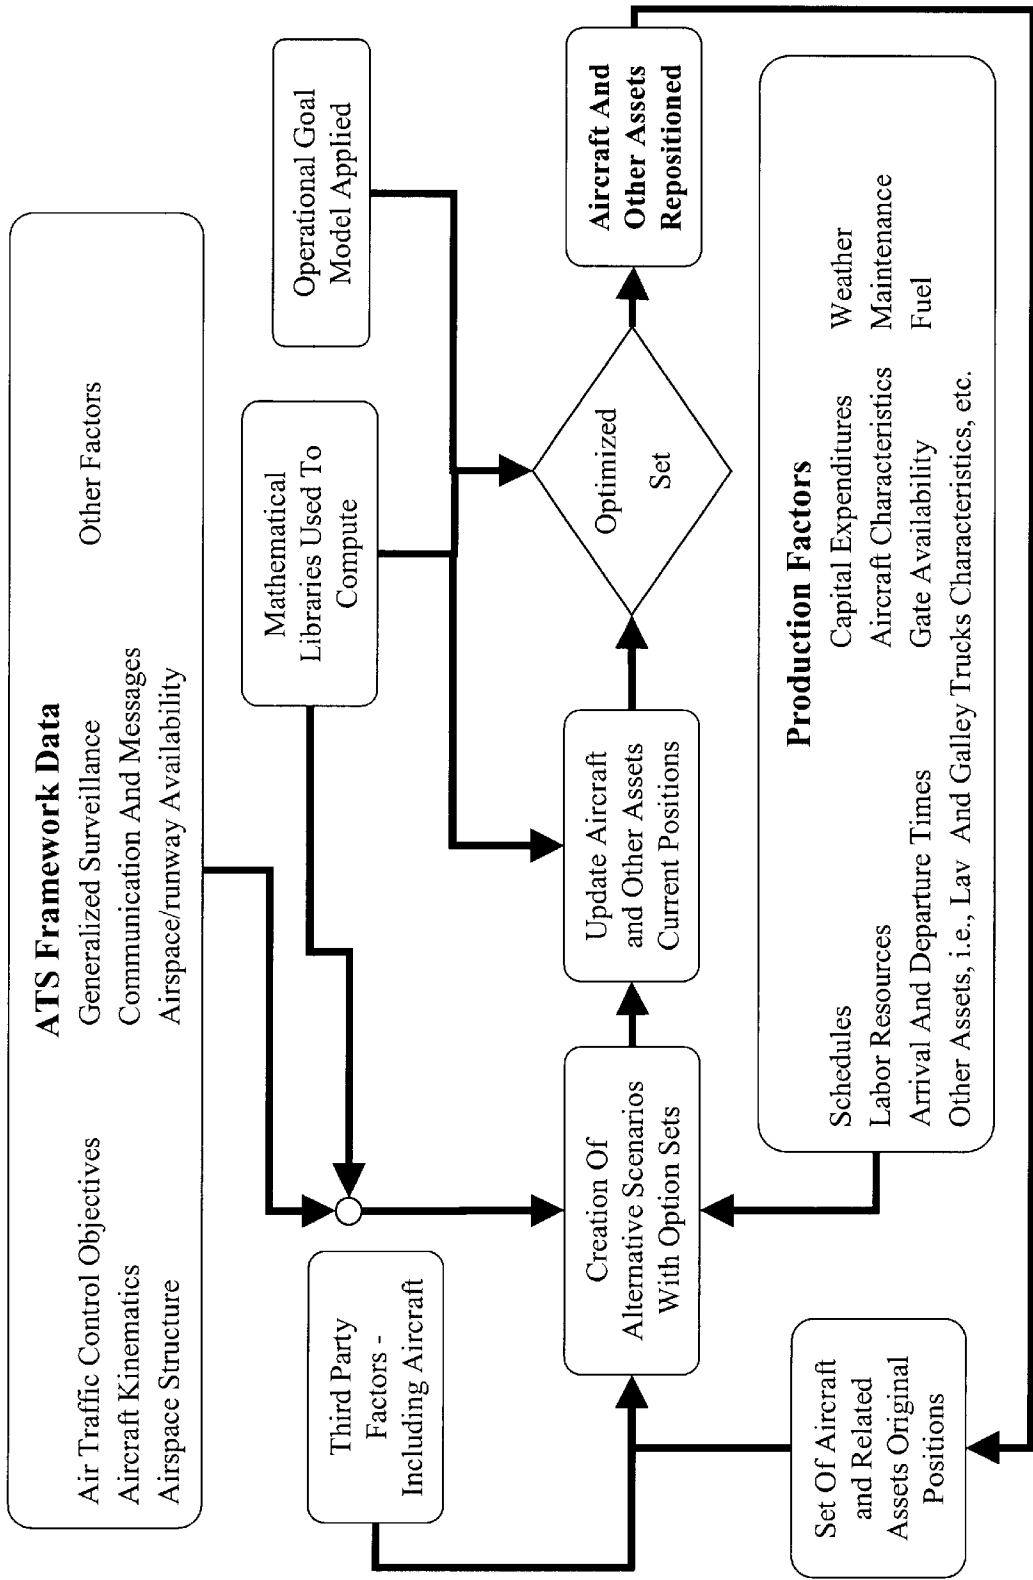 ATS Framework Data
Air Traffic Control Objectives
Aircraft Kinematics
Airspace Structure
Generalized Surveillance
Communication And Messages
Airspace/runway Availability
Other Factors
Third Party
Factors -
Including Aircraft
Mathematical
Libraries Used To
Compute
Operational Goal
Model Applied
Creation Of
Alternative Scenarios
With Option Sets
Update Aircraft
and Other Assets
Current Positions
Optimized
Set
Aircraft And
Other Assets
Repositioned
Set Of Aircraft
and Related
Assets Original
Positions
Production Factors
Schedules
Labor Resources
Arrival And Departure Times
Capital Expenditures
Aircraft Characteristics
Gate Availability
Weather
Maintenance
Fuel
Other Assets, i.e., Lav And Galley Trucks Characteristics, etc.